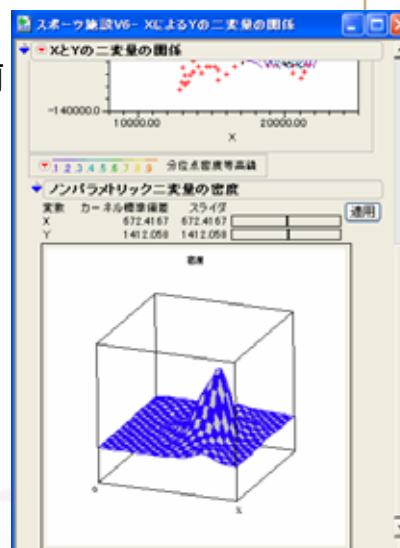 スポーツ施設V6- XによるYの二変量の関係
XとYの二変量の関係
-140000.0
10000.00 20000.00
X
.1 .2 .3 .4 .5 .6 .7 .8 .9 分位点密度等高線
ノンパラメトリック二変量の密度
変数 カーネル標準偏差 スライダ
X 672.4167 672.4167
Y 1412.058 1412.058
適用
密度
X